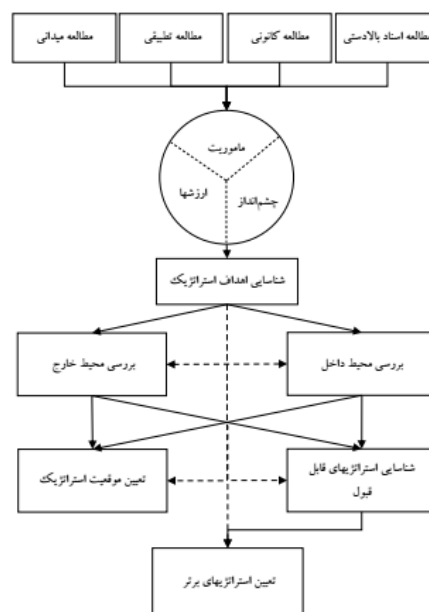 مطالعه اسناد بالادستی
مطالعه کانونی
مطالعه تطبیقی
مطالعه میدانی
ماموریت
چشم‌انداز
ارزشها
شناسایی اهداف استراتژیک
بررسی محیط داخل
بررسی محیط خارج
شناسایی استراتژیهای قابل
قبول
تعیین موقعیت استراتژیک
تعیین استراتژیهای برتر